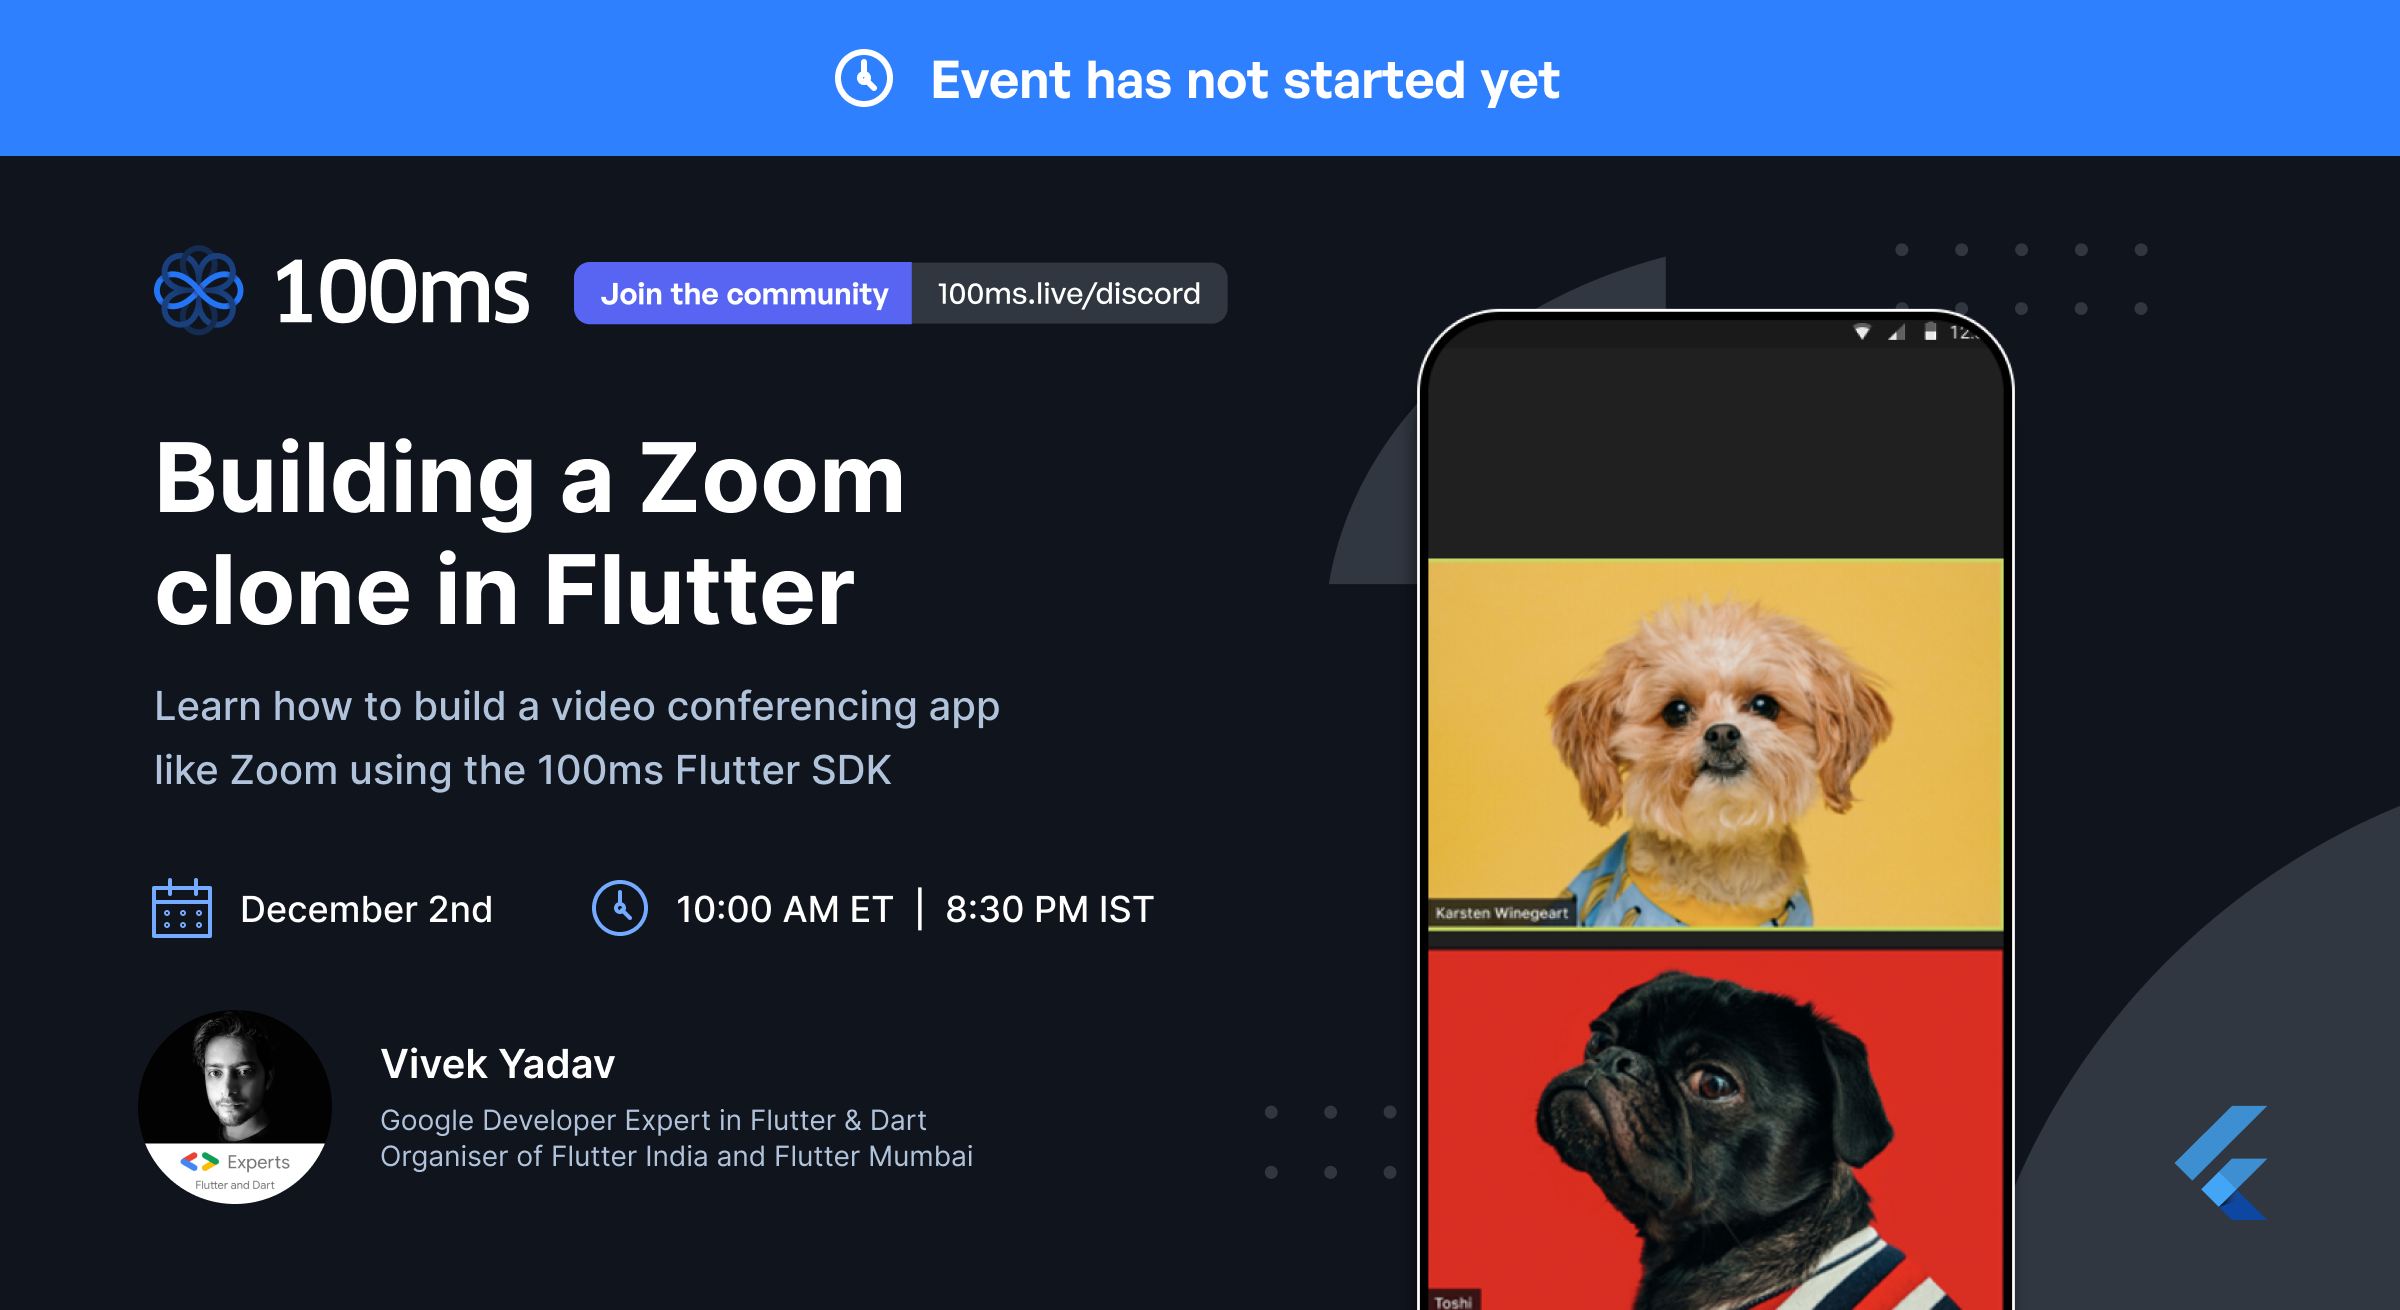 Event has not started yet
100ms
Join the community 100ms.live/discord
Building a Zoom
clone in Flutter
Learn how to build a video conferencing app
like Zoom using the 100ms Flutter SDK
December 2nd
10:00 AM ET | 8:30 PM IST
Vivek Yadav
Google Developer Expert in Flutter & Dart
Organiser of Flutter India and Flutter Mumbai
Experts
Flutter and Dart
Karsten Winegeart
Toshi